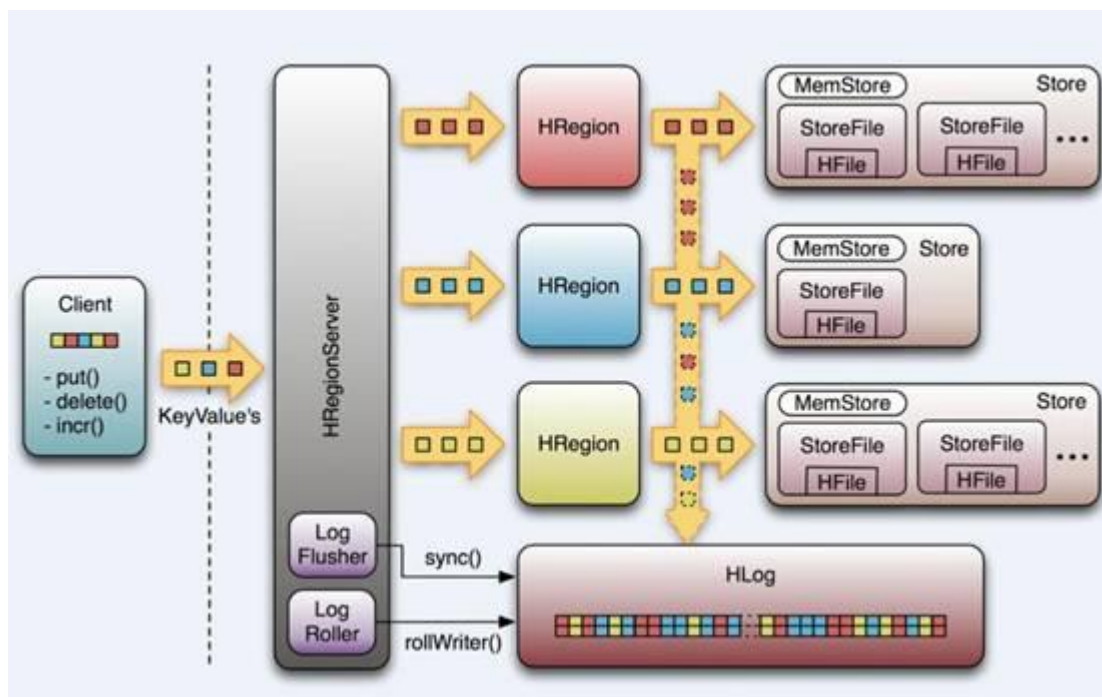 Client
- put()
- delete()
- incr()
KeyValue's
HRegionServer
Log
Flusher
Log
Roller
sync()
rollWriter()
HRegion
MemStore
Store
StoreFile
HFile
StoreFile
HFile
...
HRegion
MemStore
Store
StoreFile
HFile
HRegion
MemStore
Store
StoreFile
HFile
StoreFile
HFile
...
HLog